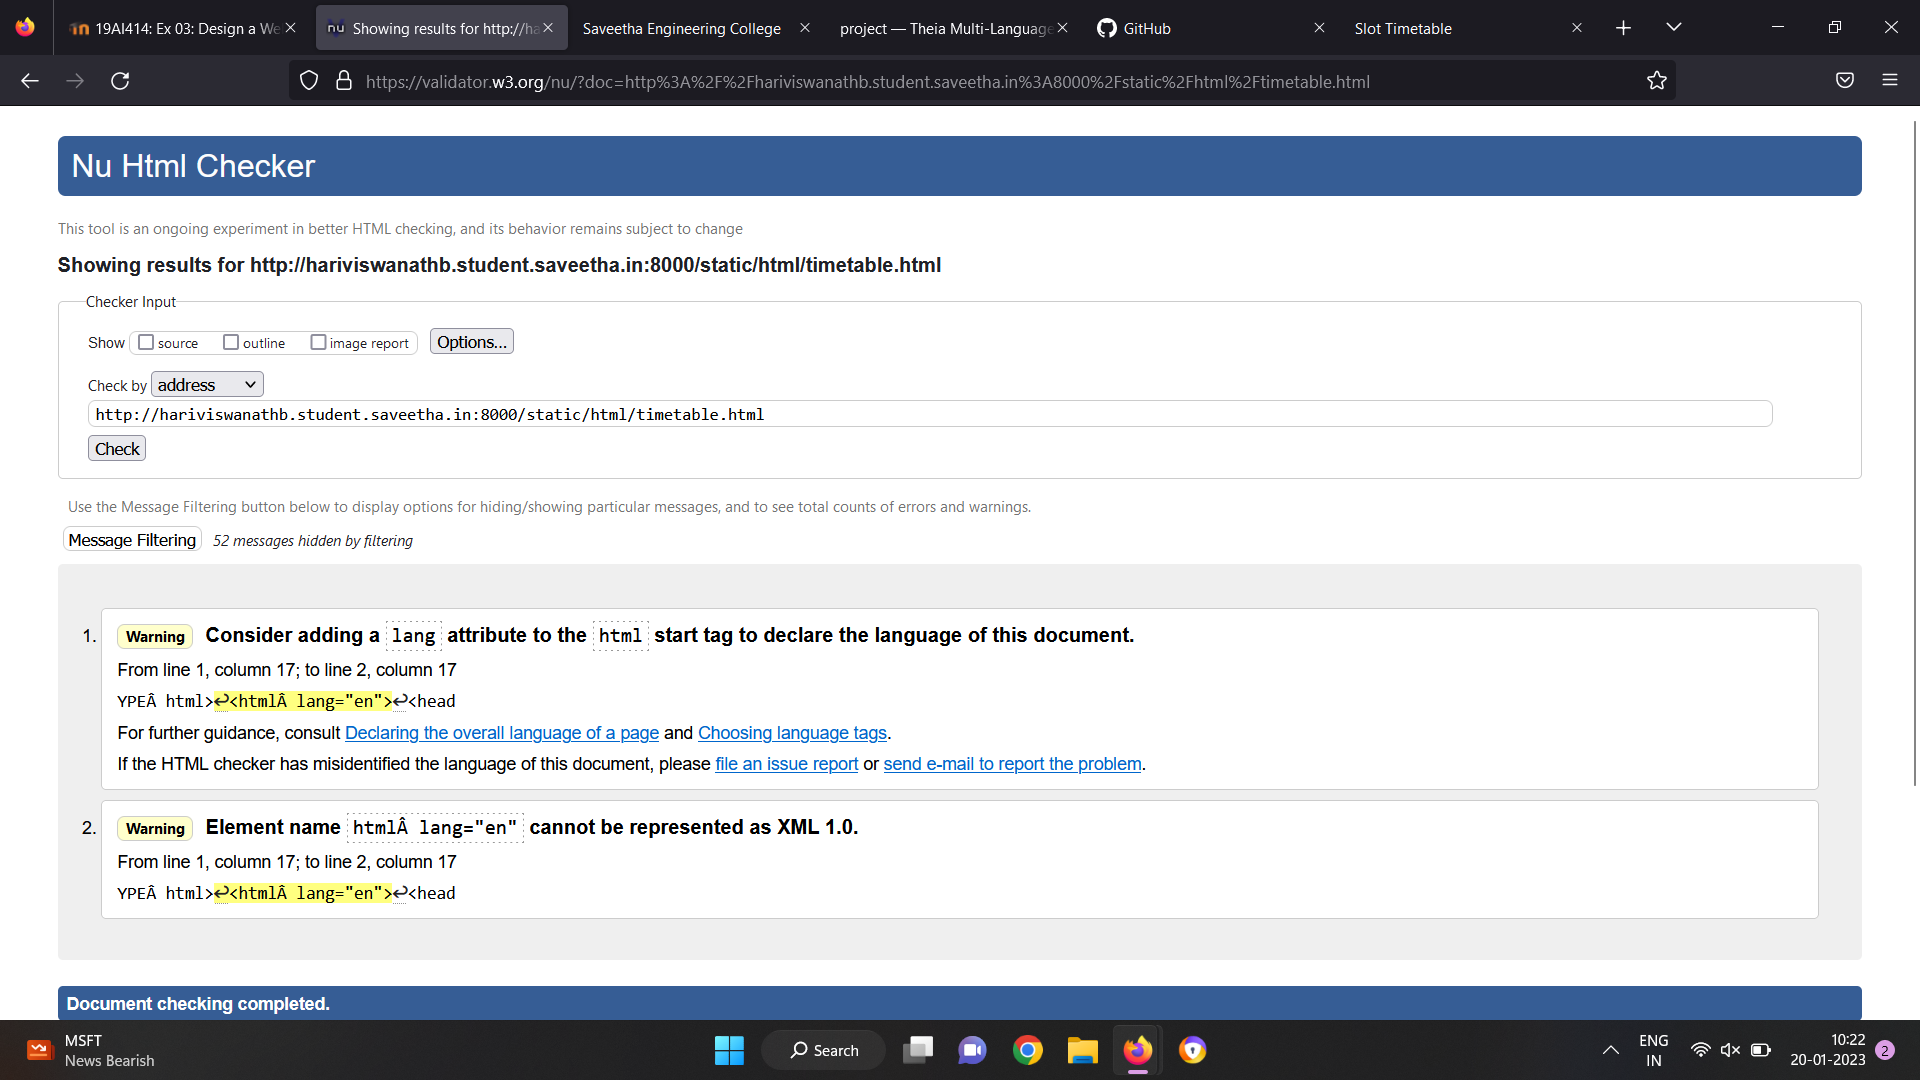 19AI414: Ex 03: Design a We
Showing results for http://ha
Saveetha Engineering College
project — Theia Multi-Language
GitHub
Slot Timetable
https://validator.w3.org/nu/?doc=http%3A%2F%2Fhariviswanathb.student.saveetha.in%3A8000%2Fstatic%2Fhtml%2Ftimetable.html
Nu Html Checker
This tool is an ongoing experiment in better HTML checking, and its behavior remains subject to change
Showing results for http://hariviswanathb.student.saveetha.in:8000/static/html/timetable.html
Checker Input
Show source outline image report Options...
Check by address
http://hariviswanathb.student.saveetha.in:8000/static/html/timetable.html
Check
Use the Message Filtering button below to display options for hiding/showing particular messages, and to see total counts of errors and warnings.
Message Filtering 52 messages hidden by filtering
1. Warning Consider adding a lang attribute to the html start tag to declare the language of this document.
From line 1, column 17; to line 2, column 17
YPEÂ html>↩<htmlÂ lang="en">↩<head
For further guidance, consult Declaring the overall language of a page and Choosing language tags.
If the HTML checker has misidentified the language of this document, please file an issue report or send e-mail to report the problem.
2. Warning Element name htmlÂ lang="en" cannot be represented as XML 1.0.
From line 1, column 17; to line 2, column 17
YPEÂ html>↩<htmlÂ lang="en">↩<head
Document checking completed.
MSFT
News Bearish
Search
ENG
IN
10:22
20-01-2023
2